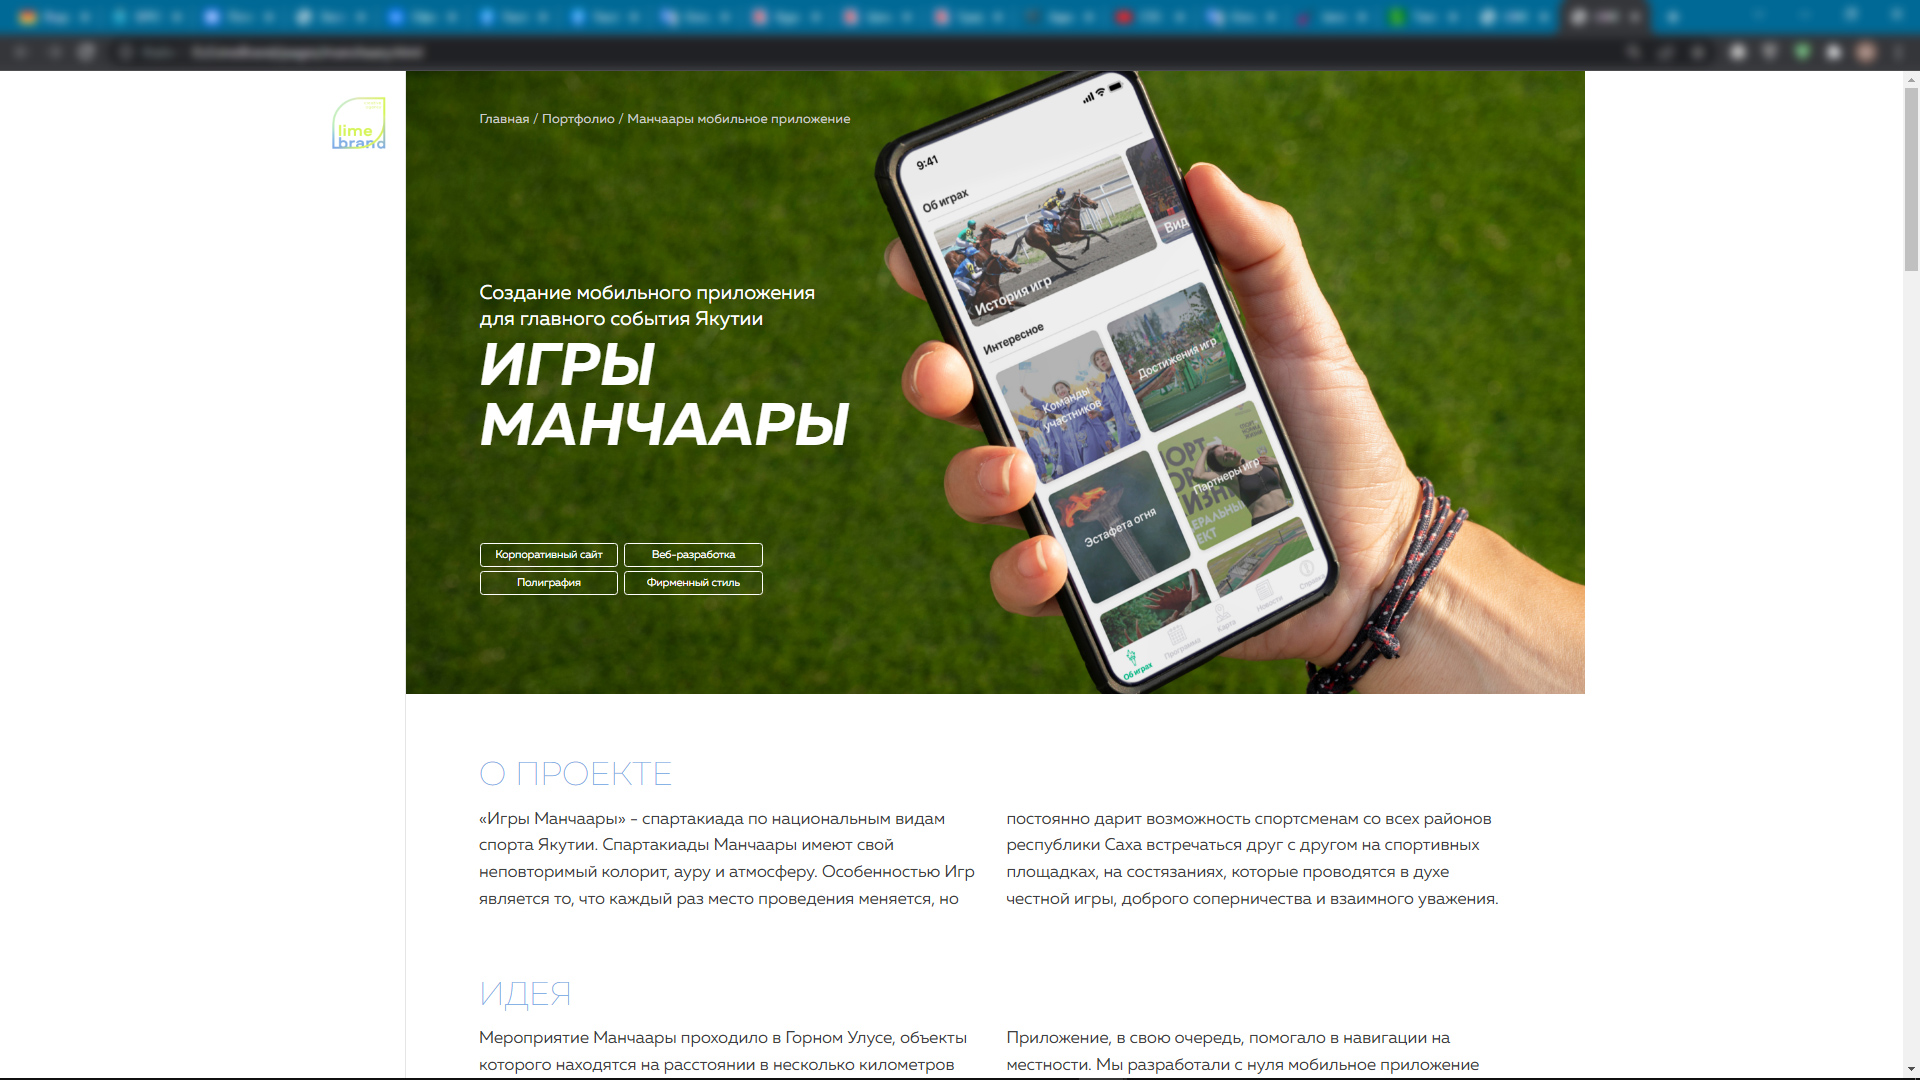 lime
brand
Главная / Портфолио / Манчаары мобильное приложение
Создание мобильного приложения
для главного события Якутии
ИГРЫ
МАНЧААРЫ
Корпоративный сайт
Веб-разработка
Полиграфия
Фирменный стиль
9:41
Об играх
История игр
Вид
Интересное
Команды
участников
Достижения игр
Эстафета огня
Партнеры игр
Об играх
Программа
Карта
Новости
О ПРОЕКТЕ
«Игры Манчаары» - спартакиада по национальным видам
спорта Якутии. Спартакиады Манчаары имеют свой
неповторимый колорит, ауру и атмосферу. Особенностью Игр
является то, что каждый раз место проведения меняется, но
постоянно дарит возможность спортсменам со всех районов
республики Саха встречаться друг с другом на спортивных
площадках, на состязаниях, которые проводятся в духе
честной игры, доброго соперничества и взаимного уважения.
ИДЕЯ
Мероприятие Манчаары проходило в Горном Улусе, объекты
которого находятся на расстоянии в несколько километров
Приложение, в свою очередь, помогало в навигации на
местности. Мы разработали с нуля мобильное приложение